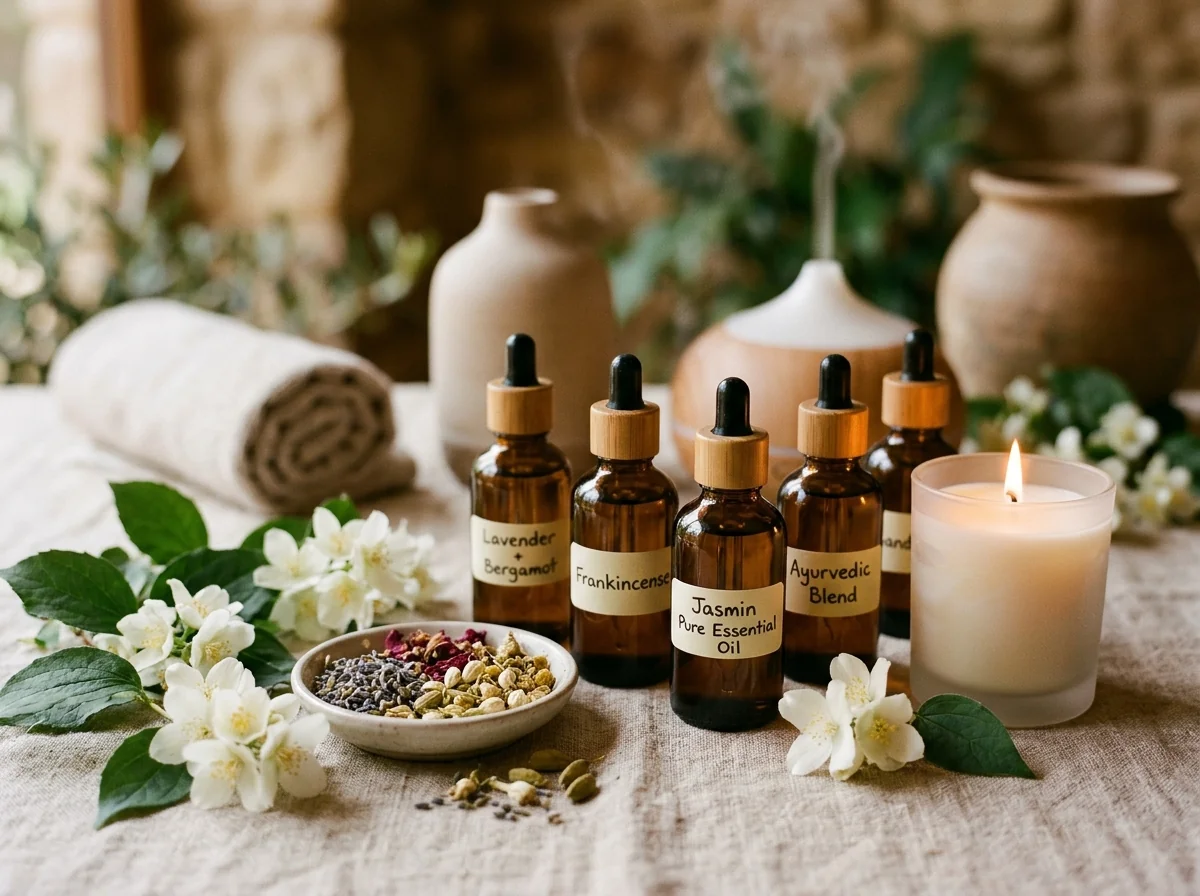 Lavender
+
Bergamot
Frankincense
Jasmin
Pure Essential
Oil
Ayurvedic
Blend